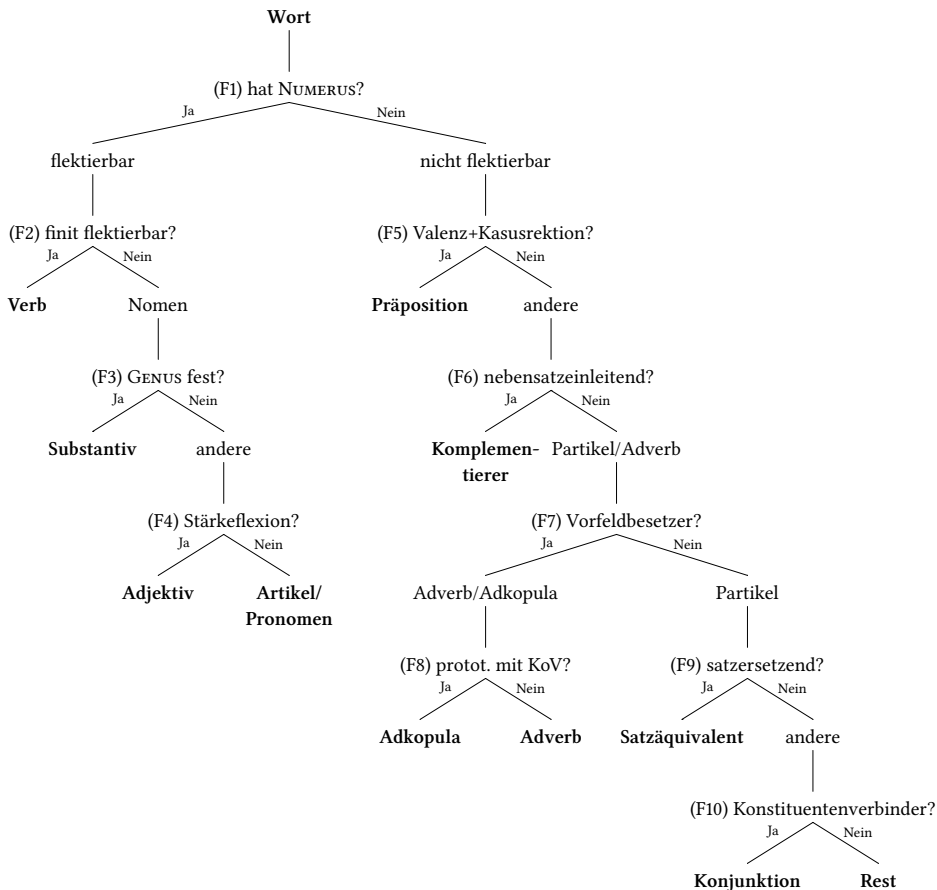 Wort
(F1) hat NUMERUS?
Ja Nein
flektierbar nicht flektierbar
(F2) finit flektierbar? (F5) Valenz+Kasusrektion?
Ja Nein Ja Nein
Verb Nomen Präposition andere
(F3) GENUS fest? (F6) nebensatzeinleitend?
Ja Nein Ja Nein
Substantiv andere Komplemen- Partikel/Adverb
tierer
(F4) Stärkeflexion? (F7) Vorfeldbesetzer?
Ja Nein Ja Nein
Adjektiv Artikel/ Adverb/Adkopula Partikel
Pronomen
(F8) protot. mit KoV? (F9) satzersetzend?
Ja Nein Ja Nein
Adkopula Adverb Satzäquivalent andere
(F10) Konstituentenverbinder?
Ja Nein
Konjunktion Rest